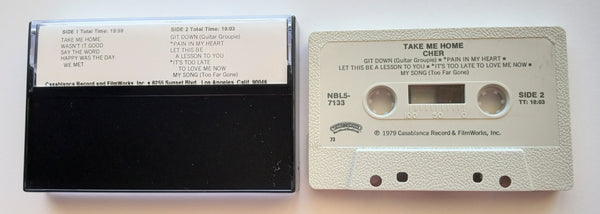 SIDE 1 Total Time: 18:59
TAKE ME HOME
WASN'T IT GOOD
SAY THE WORD
HAPPY WAS THE DAY
WE MET
SIDE 2 Total Time: 18:03
GIT DOWN (Guitar Groupie)
*PAIN IN MY HEART
LET THIS BE
A LESSON TO YOU
*IT'S TOO LATE
TO LOVE ME NOW
MY SONG (Too Far Gone)
Casablanca Record and FilmWorks, Inc. • 8255 Sunset Blvd., Los Angeles, Calif. 90046
TAKE ME HOME
CHER
GIT DOWN (Guitar Groupie) • *PAIN IN MY HEART
LET THIS BE A LESSON TO YOU • *IT'S TOO LATE TO LOVE ME NOW
MY SONG (Too Far Gone)
NBL5-
7133
SIDE 2
TT: 18:03
℗ 1979 Casablanca Record & FilmWorks, Inc.